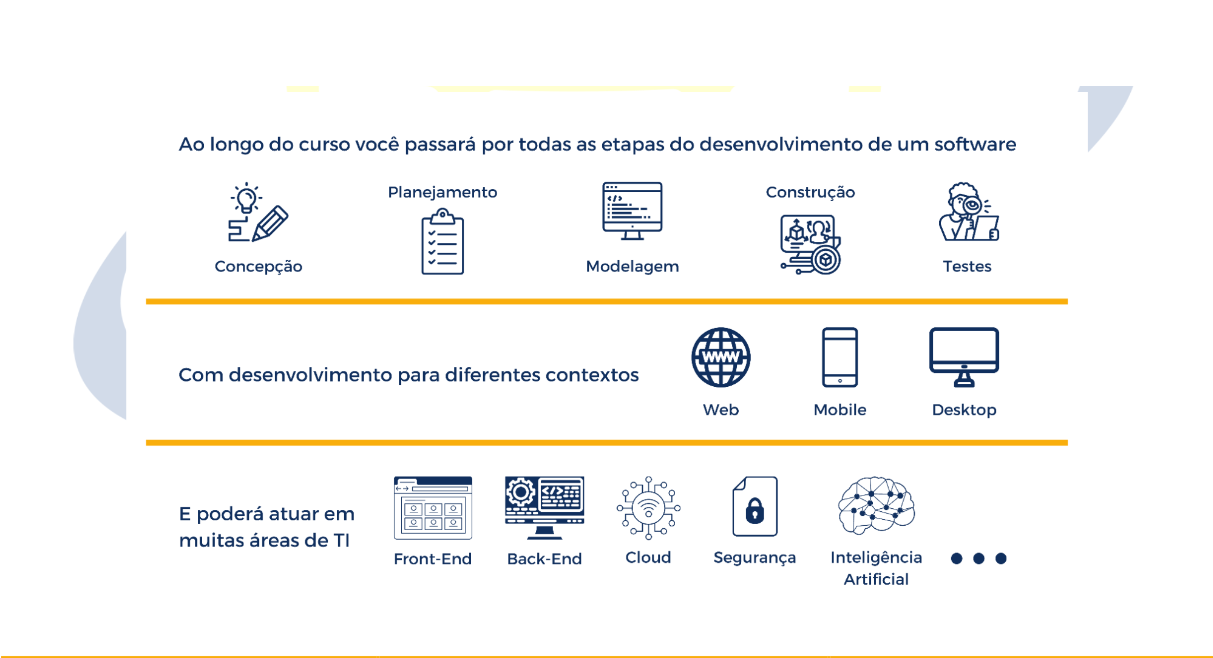 Ao longo do curso você passará por todas as etapas do desenvolvimento de um software
Concepção
Planejamento
</>
Modelagem
Construção
Testes
Com desenvolvimento para diferentes contextos
WWW
Web
Mobile
Desktop
E poderá atuar em
muitas áreas de TI
Front-End
</>
Back-End
Cloud
Segurança
Inteligência
Artificial